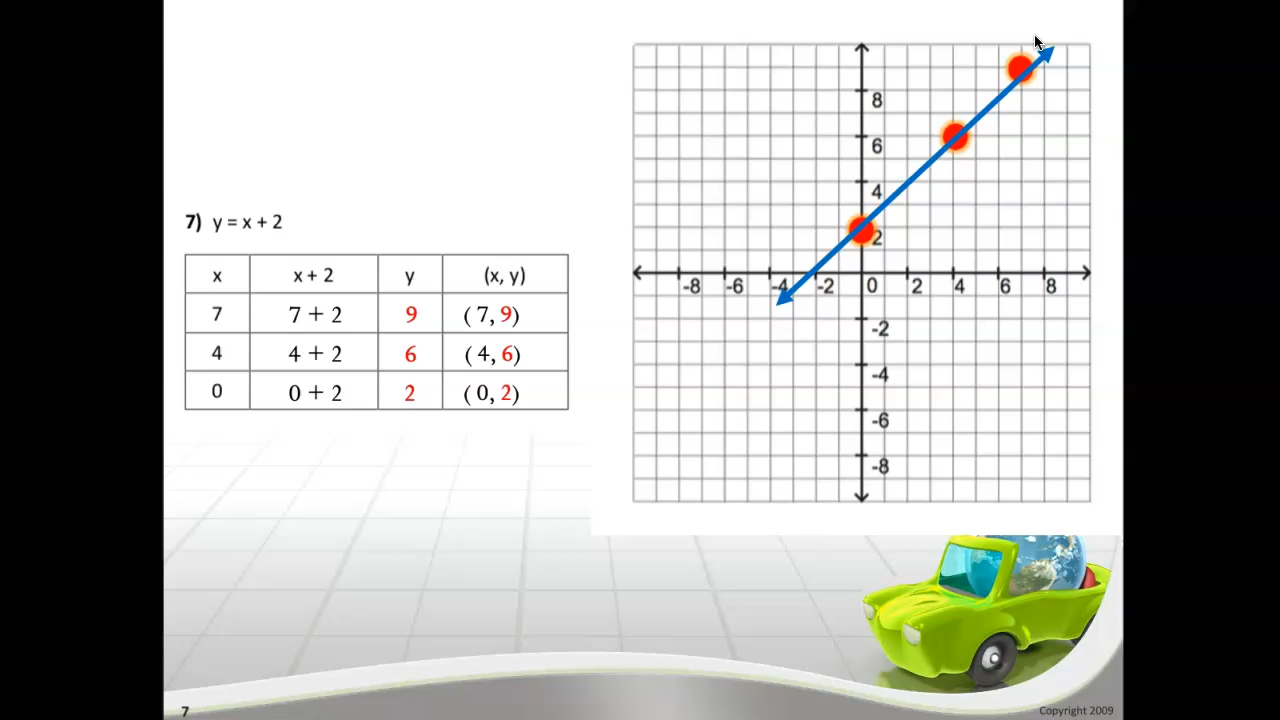 7) y = x + 2
x x + 2 y (x, y)
7 7 + 2 9 ( 7, 9)
4 4 + 2 6 ( 4, 6)
0 0 + 2 2 ( 0, 2)
8
6
4
2
-8 -6 -4 -2 0 2 4 6 8
-2
-4
-6
-8
7
Copyright 2009